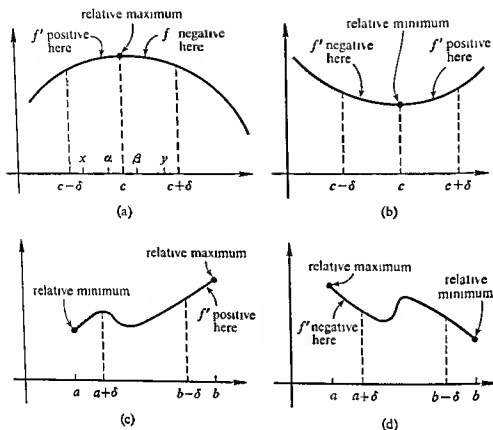 relative maximum
f' positive here
f negative here
x α β y
c−δ c c+δ
(a)
relative minimum
f' negative here
f' positive here
c−δ c c+δ
(b)
relative maximum
relative minimum
f' positive here
a a+δ b−δ b
(c)
relative maximum
relative minimum
f' negative here
a a+δ b−δ b
(d)